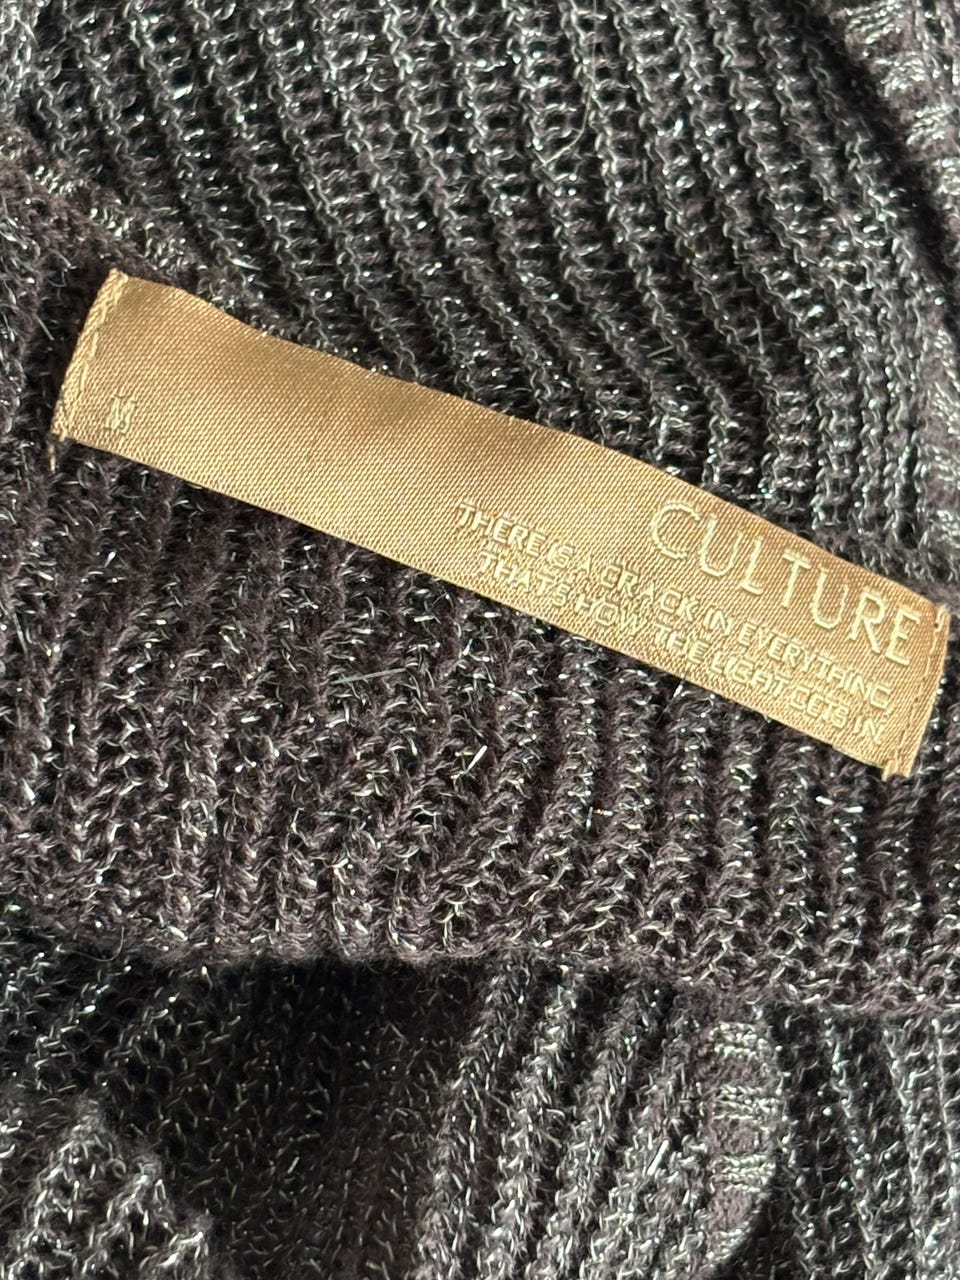 CULTURE
THERE IS A CRACK IN EVERYTHING,
THAT'S HOW THE LIGHT GETS IN
M